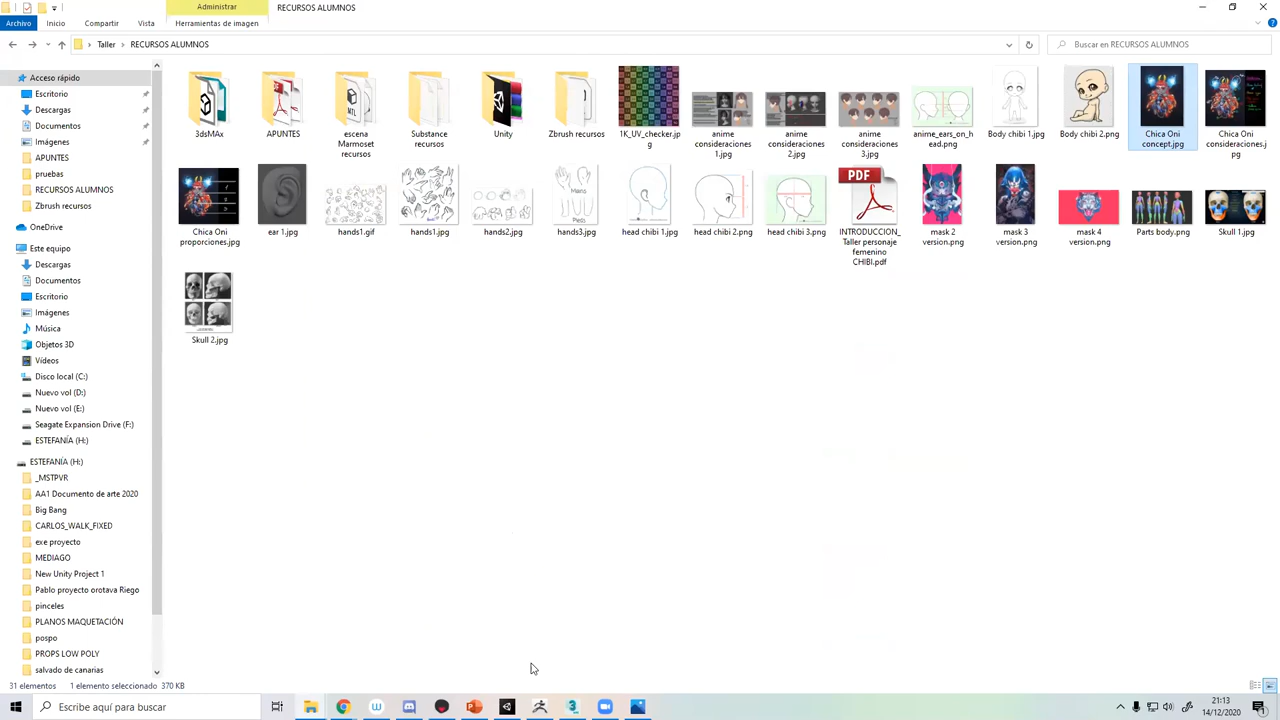 Administrar
RECURSOS ALUMNOS
Archivo
Inicio
Compartir
Vista
Herramientas de imagen
Taller
RECURSOS ALUMNOS
Buscar en RECURSOS ALUMNOS
Acceso rápido
Escritorio
Descargas
Documentos
Imágenes
APUNTES
pruebas
RECURSOS ALUMNOS
Zbrush recursos
OneDrive
Este equipo
Descargas
Documentos
Escritorio
Imágenes
Música
Objetos 3D
Vídeos
Disco local (C:)
Nuevo vol (D:)
Nuevo vol (E:)
Seagate Expansion Drive (F:)
ESTEFANÍA (H:)
ESTEFANÍA (H:)
_MSTPVR
AA1 Documento de arte 2020
Big Bang
CARLOS_WALK_FIXED
exe proyecto
MEDIAGO
New Unity Project 1
Pablo proyecto orotava Riego
pinceles
PLANOS MAQUETACIÓN
pospo
PROPS LOW POLY
salvado de canarias
3dsMAx
APUNTES
escena
Marmoset
recursos
Substance
recursos
Unity
Zbrush recursos
1K_UV_checker.jp
g
anime
consideraciones
1.jpg
anime
consideraciones
2.jpg
anime
consideraciones
3.jpg
anime_ears_on_h
ead.png
Body chibi 1.jpg
Body chibi 2.png
Chica Oni
concept.jpg
Chica Oni
consideraciones.j
pg
Chica Oni
proporciones.jpg
ear 1.jpg
hands1.gif
hands1.jpg
hands2.jpg
Mano
Pieds
hands3.jpg
head chibi 1.jpg
head chibi 2.png
head chibi 3.png
PDF
INTRODUCCION_
Taller personaje
femenino
CHIBI.pdf
mask 2
version.png
mask 3
version.png
mask 4
version.png
Parts body.png
Skull 1.jpg
Skull 2.jpg
31 elementos
1 elemento seleccionado 370 KB
Escribe aquí para buscar
21:13
14/12/2020